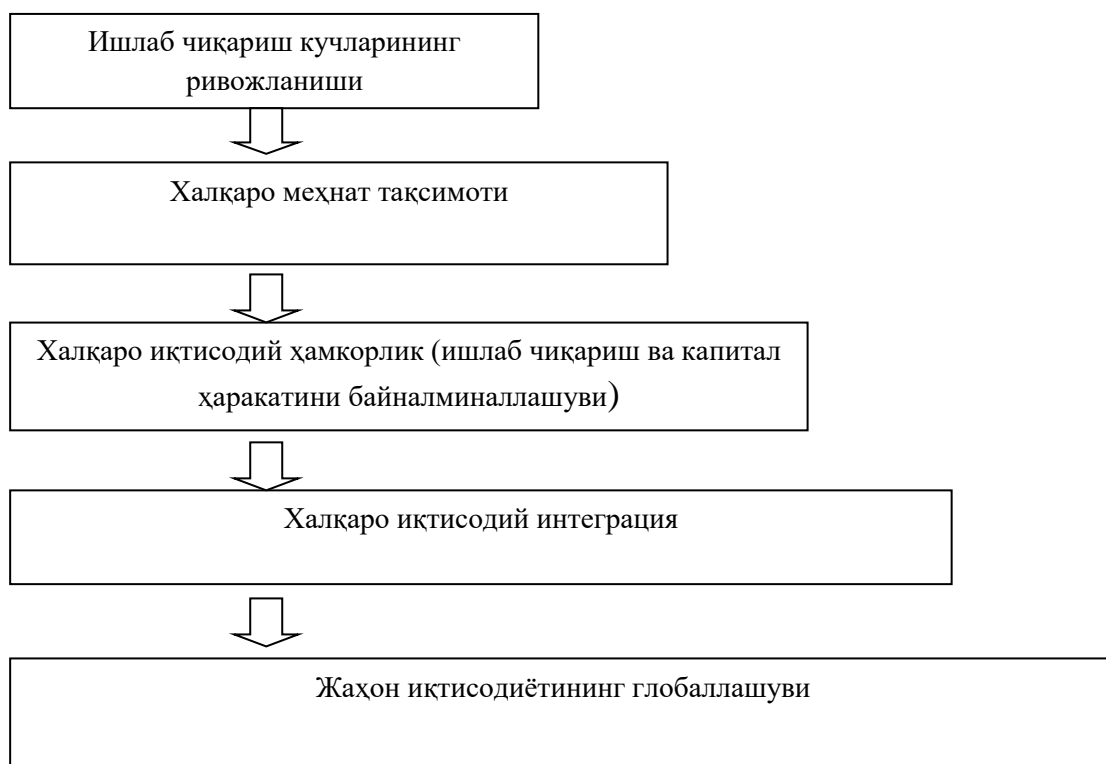 Ишлаб чиқариш кучларининг
ривожланиши
Халқаро меҳнат тақсимоти
Халқаро иқтисодий ҳамкорлик (ишлаб чиқариш ва капитал
ҳаракатини байналминаллашуви)
Халқаро иқтисодий интеграция
Жаҳон иқтисодиётининг глобаллашуви